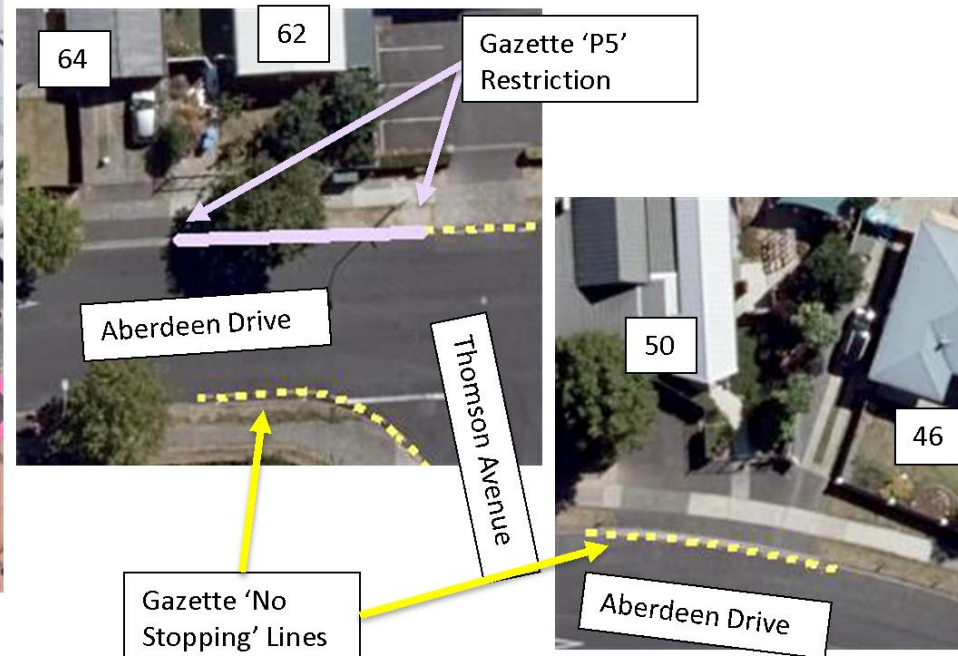 64
62
Gazette ‘P5’
Restriction
Aberdeen Drive
Thomson Avenue
50
46
Gazette ‘No
Stopping’ Lines
Aberdeen Drive